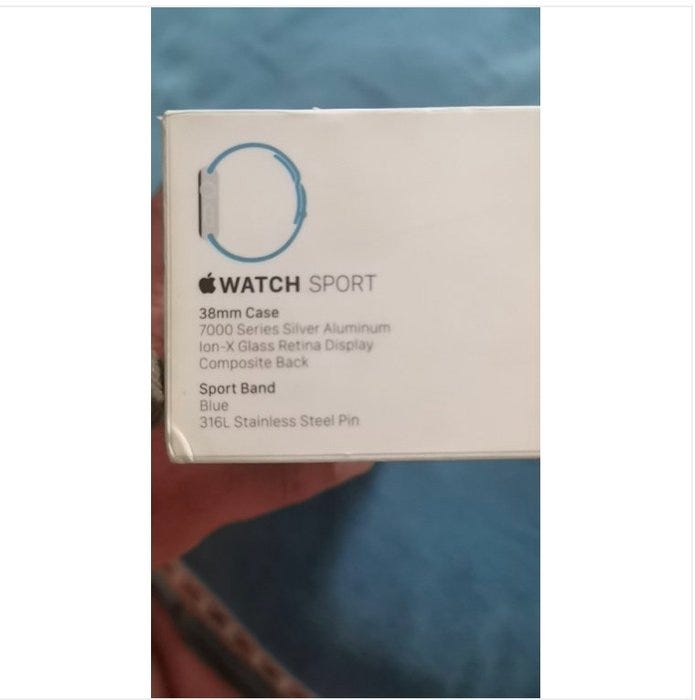 WATCH SPORT
38mm Case
7000 Series Silver Aluminum
Ion-X Glass Retina Display
Composite Back
Sport Band
Blue
316L Stainless Steel Pin